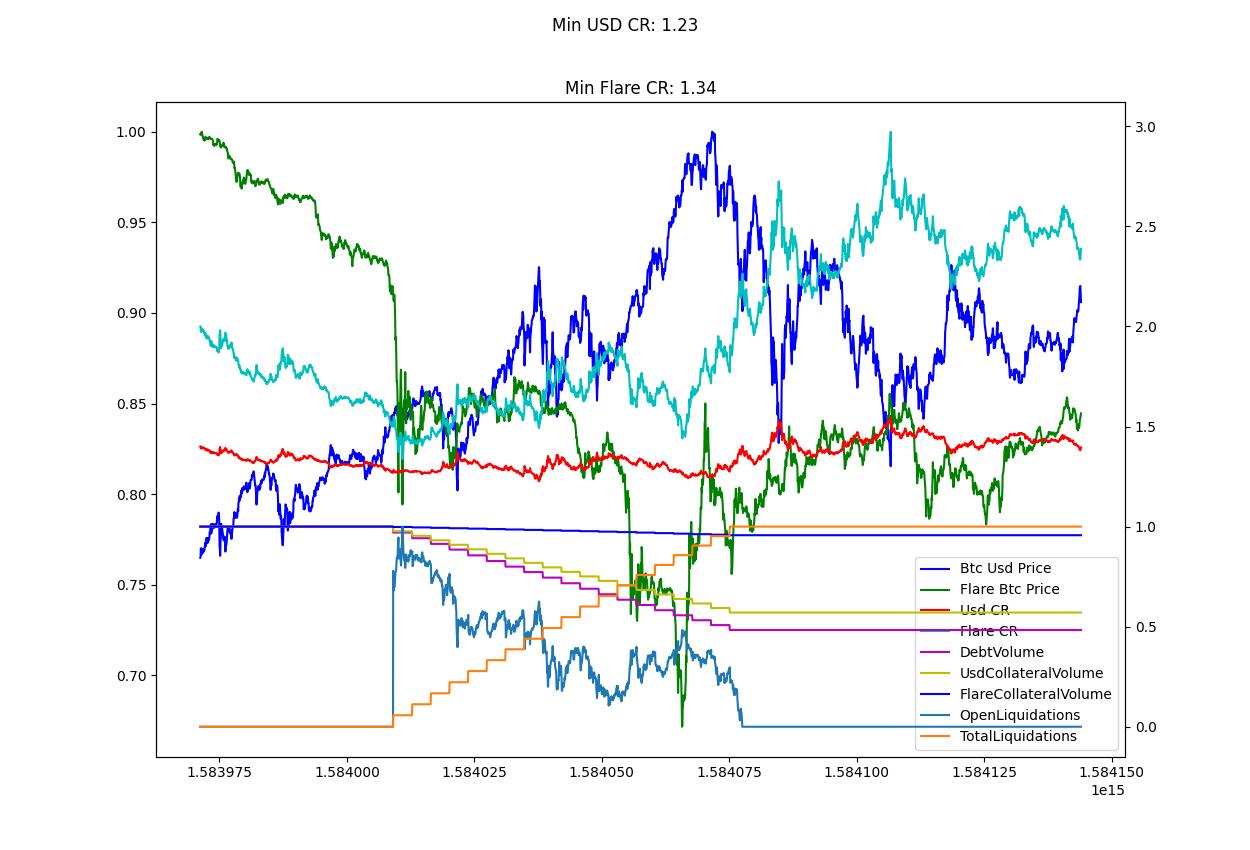 Min USD CR: 1.23
Min Flare CR: 1.34
1.00
0.95
0.90
0.85
0.80
0.75
0.70
3.0
2.5
2.0
1.5
1.0
0.5
0.0
Btc Usd Price
Flare Btc Price
Usd CR
Flare CR
DebtVolume
UsdCollateralVolume
FlareCollateralVolume
OpenLiquidations
TotalLiquidations
1.583975 1.584000 1.584025 1.584050 1.584075 1.584100 1.584125 1.584150
1e15